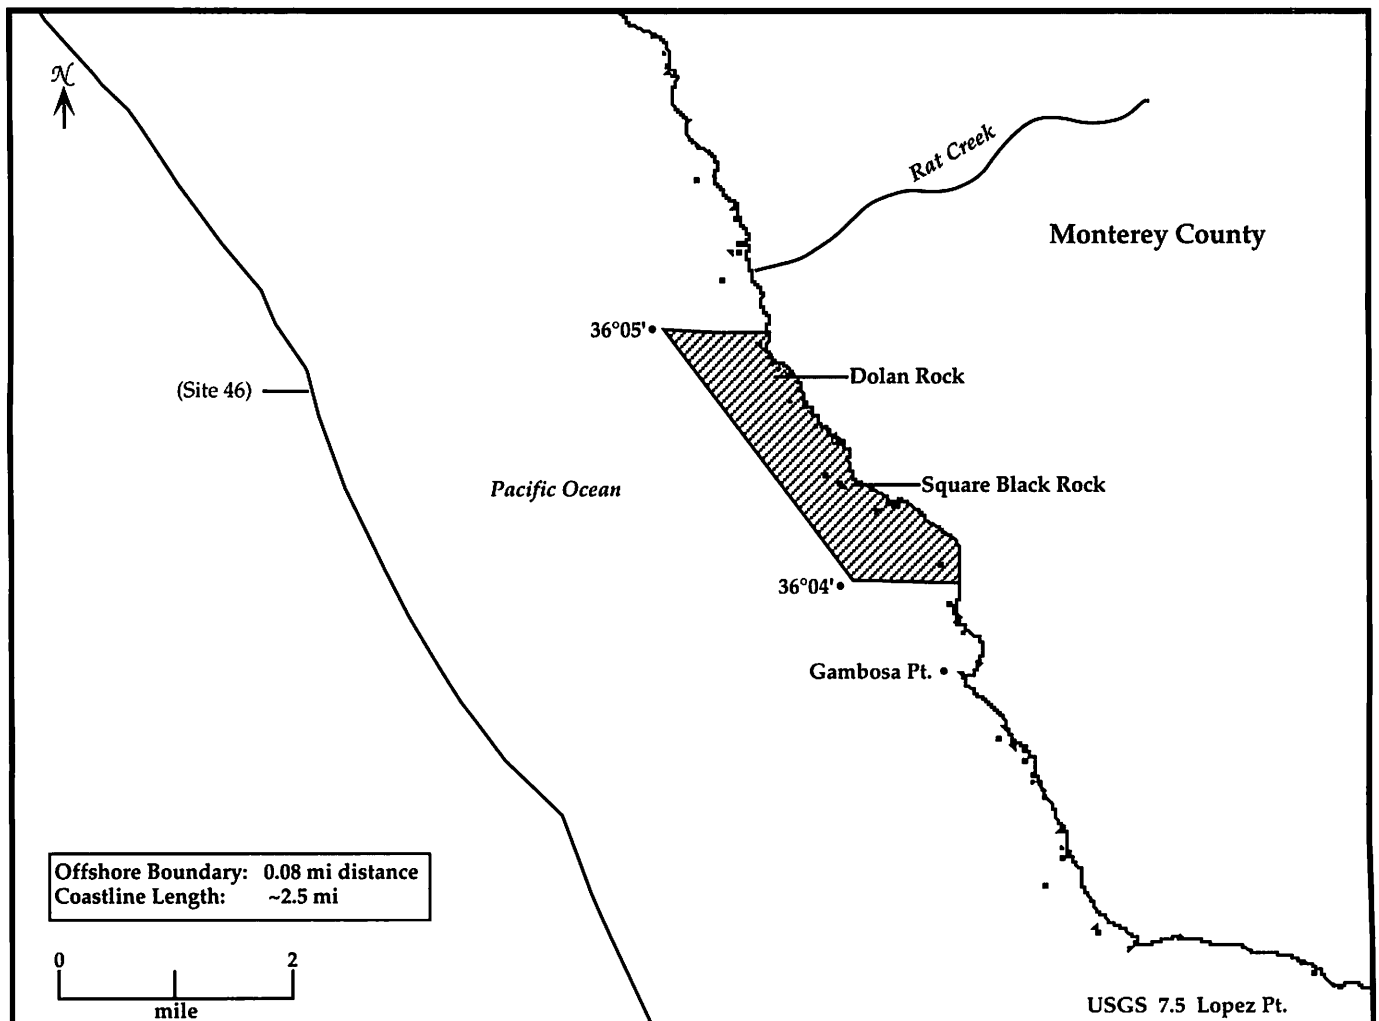 N
Rat Creek
Monterey County
36°05'
Dolan Rock
(Site 46)
Pacific Ocean
Square Black Rock
36°04'
Gambosa Pt.
Offshore Boundary: 0.08 mi distance
Coastline Length: ~2.5 mi
0 2
mile
USGS 7.5 Lopez Pt.